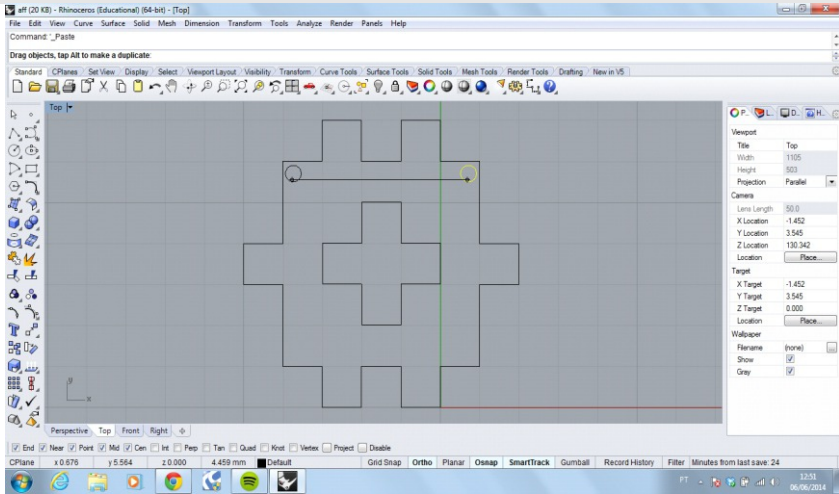 aff (20 KB) - Rhinoceros (Educational) (64-bit) - [Top]
File Edit View Curve Surface Solid Mesh Dimension Transform Tools Analyze Render Panels Help
Command: '_Paste
Drag objects, tap Alt to make a duplicate:
Standard CPlanes Set View Display Select Viewport Layout Visibility Transform Curve Tools Surface Tools Solid Tools Mesh Tools Render Tools Drafting New in V5
Top
P.. L.. D.. H..
Viewport
Title Top
Width 1105
Height 503
Projection Parallel
Camera
Lens Length 50.0
X Location -1.452
Y Location 3.545
Z Location 130.342
Location Place...
Target
X Target -1.452
Y Target 3.545
Z Target 0.000
Location Place...
Wallpaper
Filename (none)
Show
Gray
y
x
Perspective Top Front Right
End Near Point Mid Cen Int Perp Tan Quad Knot Vertex Project Disable
CPlane x 0.676 y 5.564 z 0.000 4.459 mm Default Grid Snap Ortho Planar Osnap SmartTrack Gumball Record History Filter Minutes from last save: 24
PT 12:51
06/06/2014